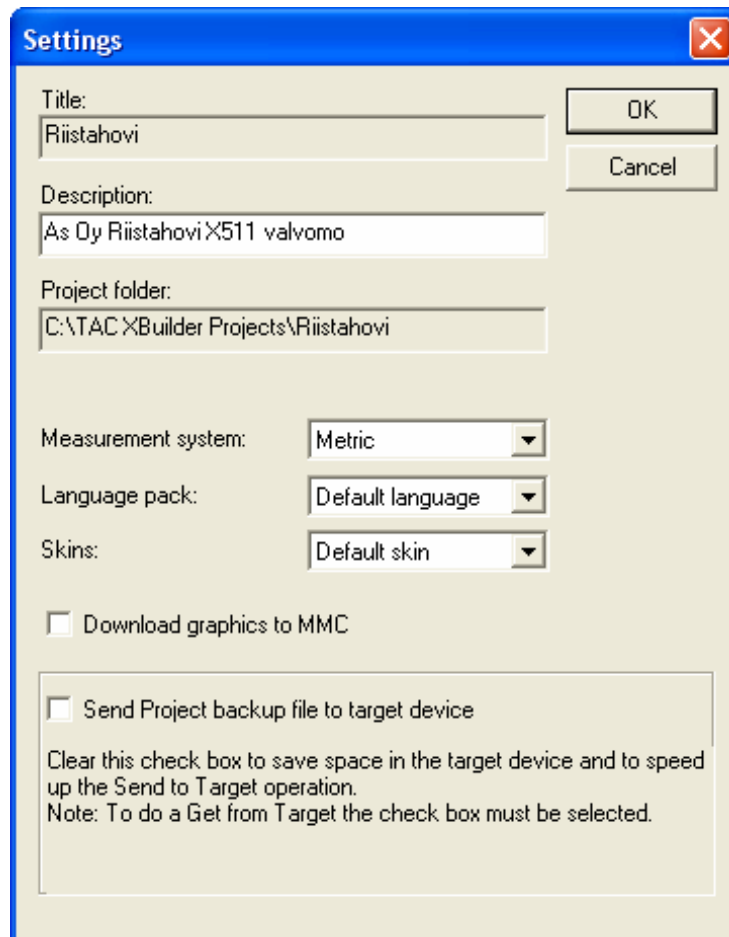 Settings
Title:
OK
Riistahovi
Cancel
Description:
As Oy Riistahovi X511 valvomo
Project folder:
C:\TAC XBuilder Projects\Riistahovi
Measurement system: Metric
Language pack: Default language
Skins: Default skin
Download graphics to MMC
Send Project backup file to target device
Clear this check box to save space in the target device and to speed
up the Send to Target operation.
Note: To do a Get from Target the check box must be selected.